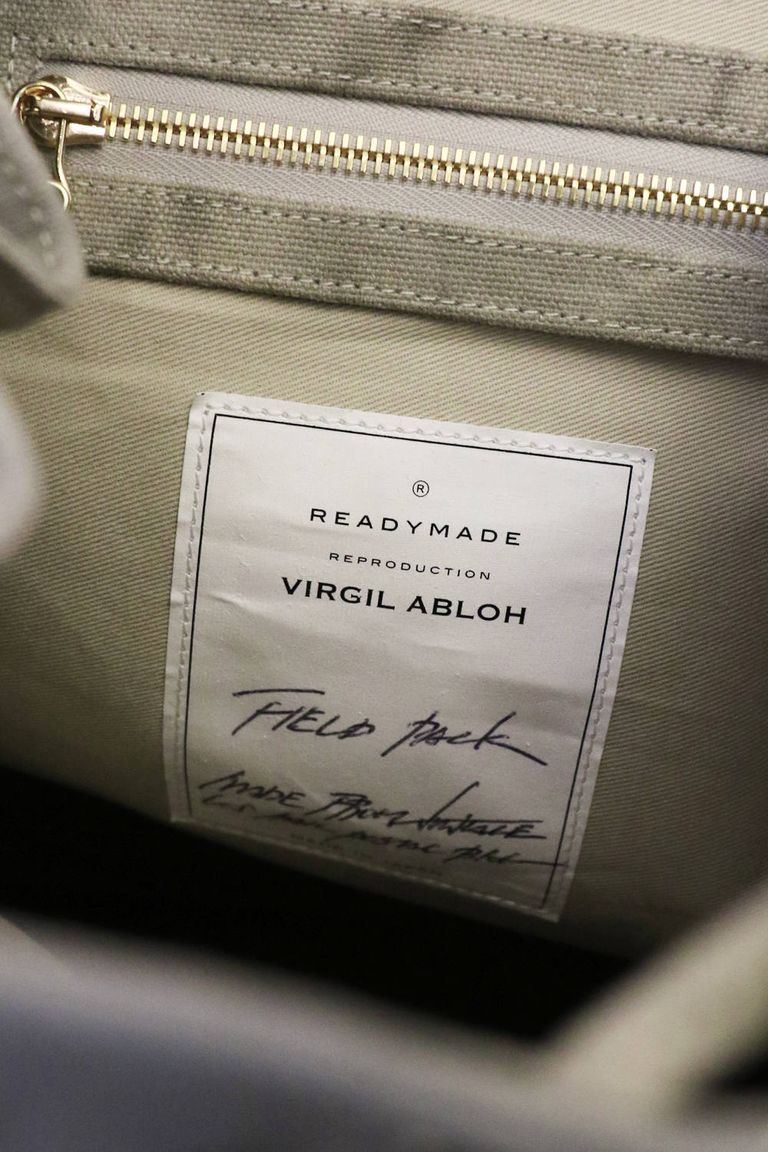 ®
READYMADE
REPRODUCTION
VIRGIL ABLOH
FIELD PACK
MADE FROM VINTAGE
U.S